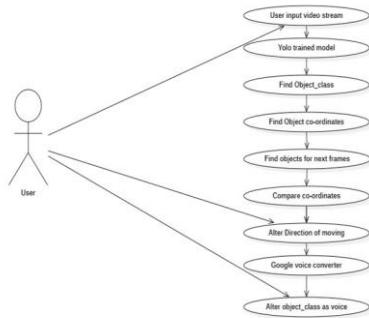 User input video stream
Yolo trained model
Find Object_class
Find Object co-ordinates
Find objects for next frames
Compare co-ordinates
Alter Direction of moving
Google voice converter
Alter object_class as voice
User